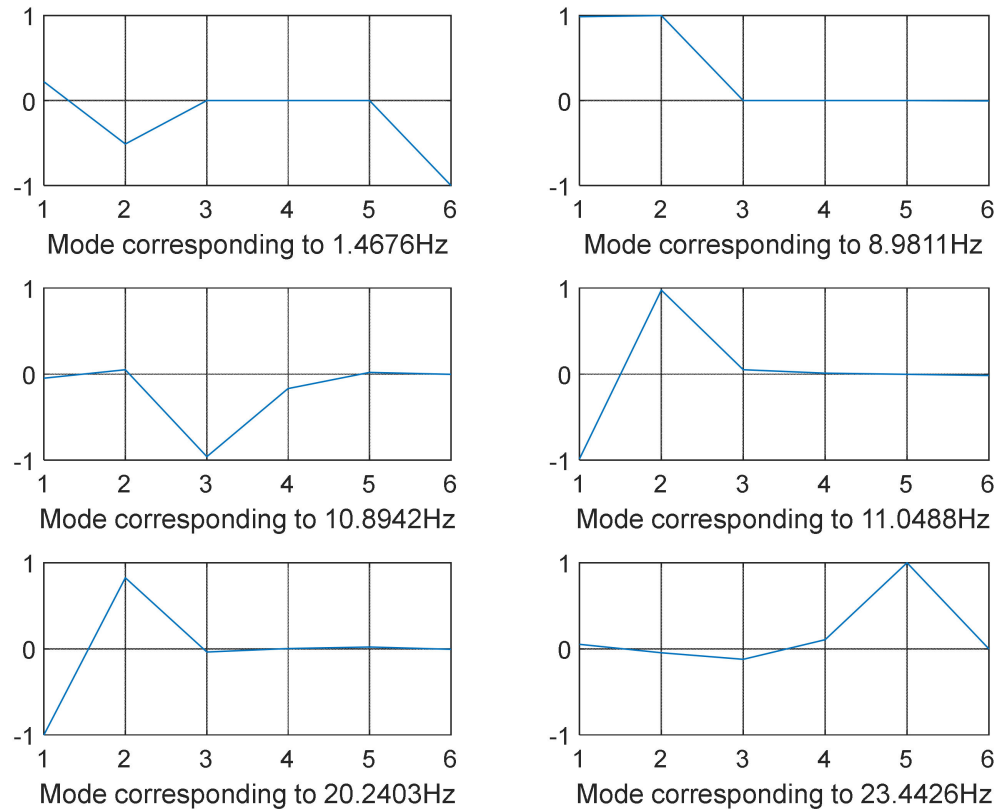 1
0
-1
1 2 3 4 5 6
Mode corresponding to 1.4676Hz
1
0
-1
1 2 3 4 5 6
Mode corresponding to 8.9811Hz
1
0
-1
1 2 3 4 5 6
Mode corresponding to 10.8942Hz
1
0
-1
1 2 3 4 5 6
Mode corresponding to 11.0488Hz
1
0
-1
1 2 3 4 5 6
Mode corresponding to 20.2403Hz
1
0
-1
1 2 3 4 5 6
Mode corresponding to 23.4426Hz